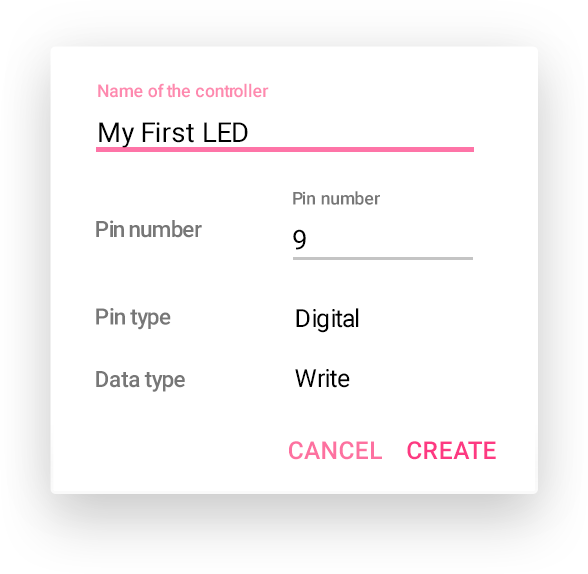 Name of the controller
My First LED
Pin number
Pin number
9
Pin type
Digital
Data type
Write
CANCEL
CREATE